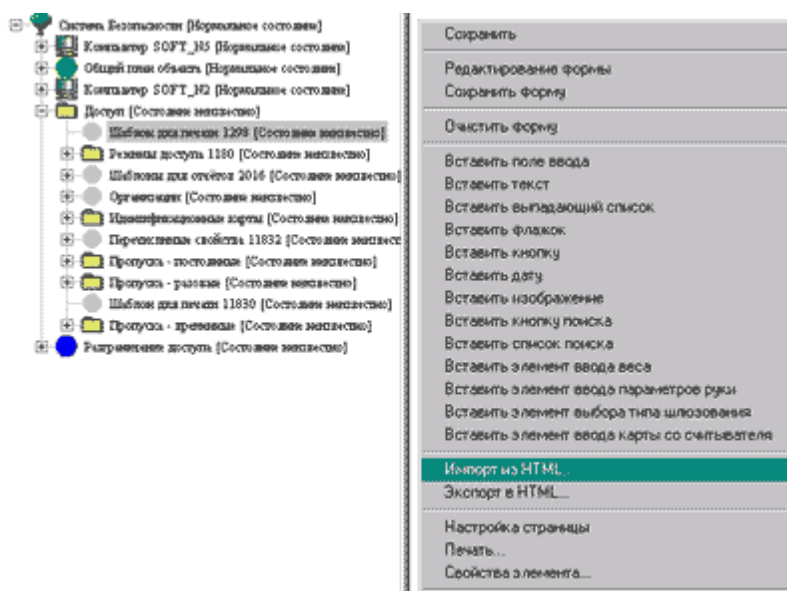 Система Безопасности [Нормальное состояние]
Компьютер SOFT_N5 [Нормальное состояние]
Общий план объекта [Нормальное состояние]
Компьютер SOFT_N2 [Нормальное состояние]
Доступ [Состояние неизвестно]
Шаблон для печати 1298 [Состояние неизвестно]
Режимы доступа 1180 [Состояние неизвестно]
Шаблоны для отчётов 2016 [Состояние неизвестно]
Организации [Состояние неизвестно]
Идентификационные карты [Состояние неизвестно]
свойства 11832 [Состояние неизвест
Пропуска - постоянные [Состояние неизвестно]
Пропуска - разовые [Состояние неизвестно]
Шаблон для печати 11830 [Состояние неизвестно]
Пропуска - временные [Состояние неизвестно]
Разграничение доступа [Состояние неизвестно]
Сохранить
Редактирование формы
Сохранить форму
Очистить форму
Вставить поле ввода
Вставить текст
Вставить выпадающий список
Вставить флажок
Вставить кнопку
Вставить дату
Вставить изображение
Вставить кнопку поиска
Вставить список поиска
Вставить элемент ввода веса
Вставить элемент ввода параметров руки
Вставить элемент выбора типа шлюзования
Вставить элемент ввода карты со считывателя
Импорт из HTML...
Экспорт в HTML...
Настройка страницы
Печать...
Свойства элемента...